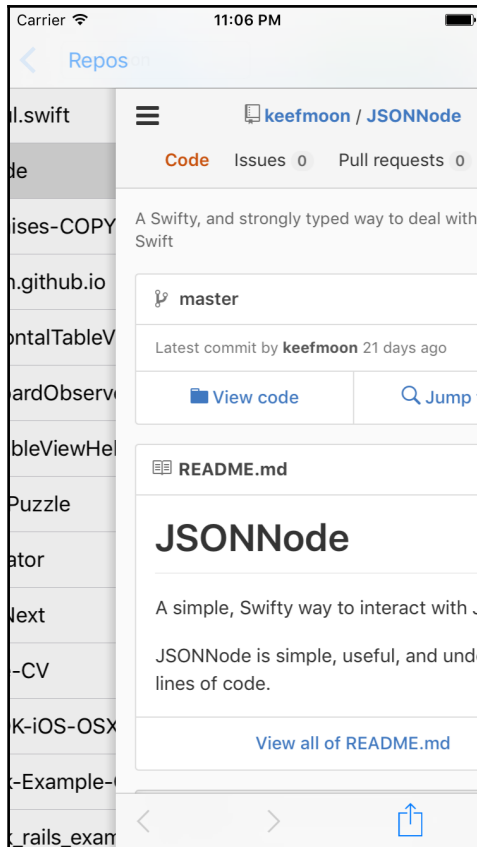 Carrier 11:06 PM
Repos
keefmoon / JSONNode
Code Issues 0 Pull requests 0
A Swifty, and strongly typed way to deal with
Swift
master
Latest commit by keefmoon 21 days ago
View code Jump
README.md
JSONNode
A simple, Swifty way to interact with J
JSONNode is simple, useful, and unde
lines of code.
View all of README.md
ul.swift
de
ises-COPY
n.github.io
ontalTableV
oardObserve
bleViewHel
Puzzle
ator
Next
-CV
K-iOS-OSX
-Example-
_rails_exam